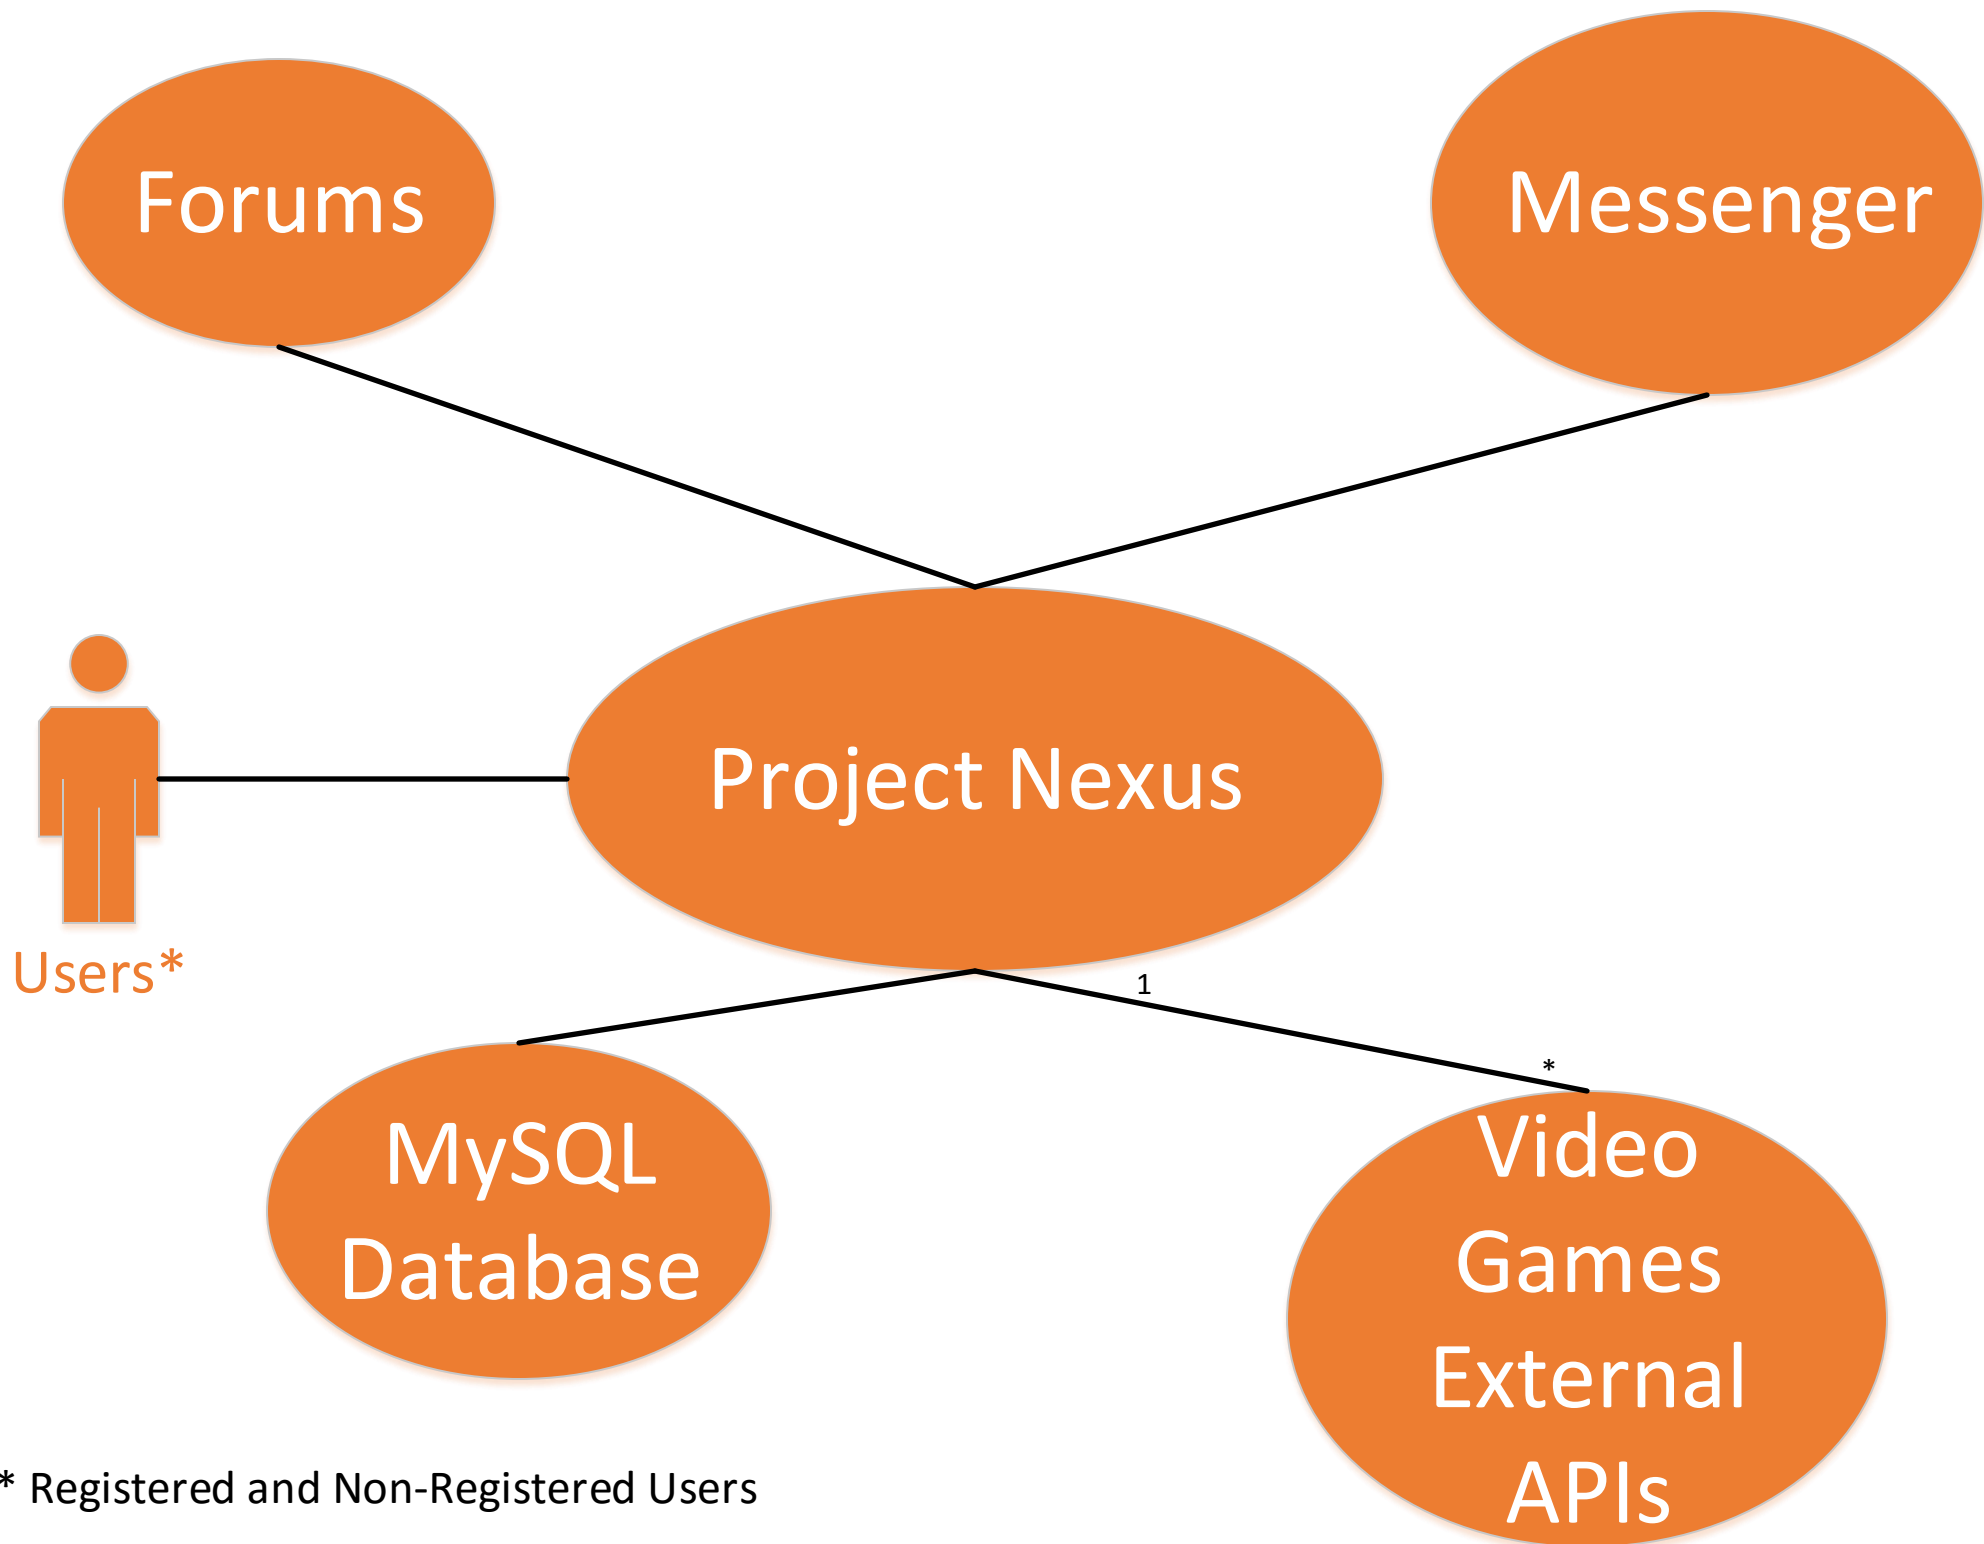 Forums
Messenger
Project Nexus
Users*
1
*
MySQL
Database
Video
Games
External
APIs
* Registered and Non-Registered Users